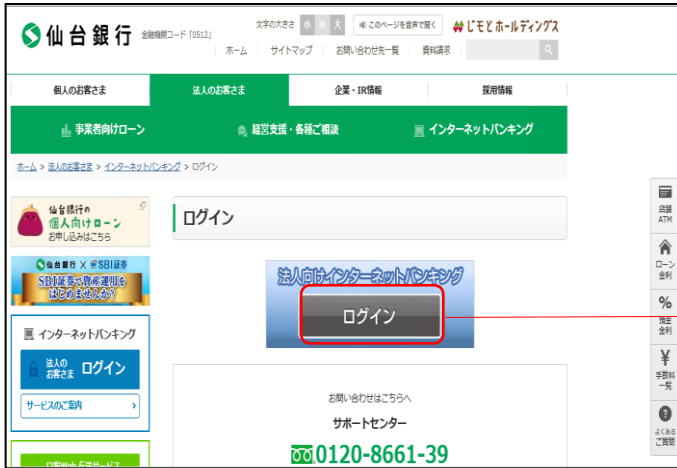 仙台銀行 金融機関コード「0512」
文字の大きさ 小 中 大 このページを音声で聞く じもとホールディングス
ホーム サイトマップ お問い合わせ先一覧 資料請求
個人のお客さま 法人のお客さま 企業・IR情報 採用情報
事業者向けローン 経営支援・各種ご相談 インターネットバンキング
ホーム > 法人のお客さま > インターネットバンキング > ログイン
仙台銀行の
個人向けローン
お申し込みはこちら
仙台銀行 × SBI証券
SBI証券で資産運用を
はじめませんか?
インターネットバンキング
法人の
お客さま ログイン
サービスのご案内
ログイン
法人向けインターネットバンキング
ログイン
お問い合わせはこちらへ
サポートセンター
0120-8661-39
店舗
ATM
ローン
金利
%
預金
金利
¥
手数料
一覧
?
よくある
ご質問